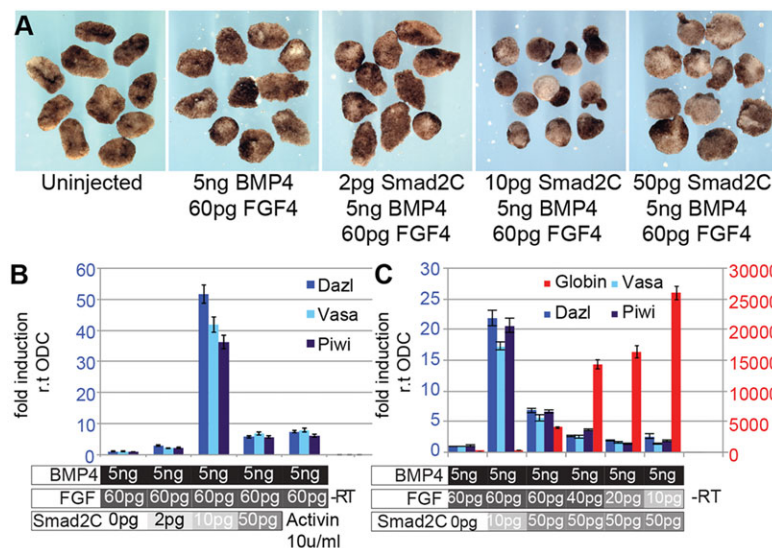 A
Uninjected
5ng BMP4
60pg FGF4
2pg Smad2C
5ng BMP4
60pg FGF4
10pg Smad2C
5ng BMP4
60pg FGF4
50pg Smad2C
5ng BMP4
60pg FGF4
B
fold induction
r.t ODC
60
50
40
30
20
10
0
Dazl
Vasa
Piwi
BMP4 5ng 5ng 5ng 5ng 5ng
FGF 60pg 60pg 60pg 60pg 60pg -RT
Smad2C 0pg 2pg 10pg 50pg Activin
10u/ml
C
fold induction
r.t ODC
30
25
20
15
10
5
0
Globin Vasa
Dazl Piwi
30000
25000
20000
15000
10000
5000
0
BMP4 5ng 5ng 5ng 5ng 5ng 5ng
FGF 60pg 60pg 60pg 40pg 20pg 10pg -RT
Smad2C 0pg 10pg 50pg 50pg 50pg 50pg